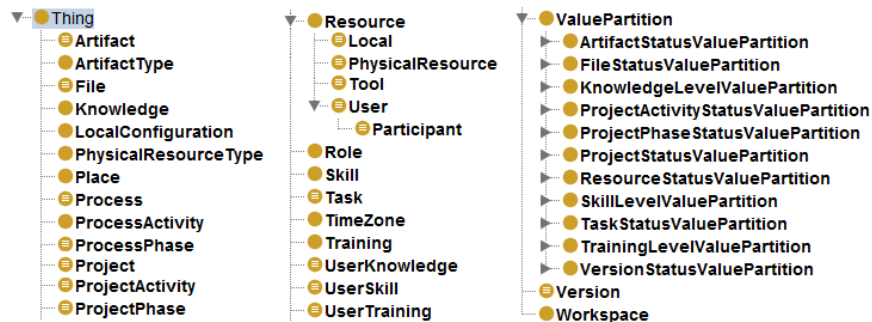 Thing
Artifact
ArtifactType
File
Knowledge
LocalConfiguration
PhysicalResourceType
Place
Process
ProcessActivity
ProcessPhase
Project
ProjectActivity
ProjectPhase
Resource
Local
PhysicalResource
Tool
User
Participant
Role
Skill
Task
TimeZone
Training
UserKnowledge
UserSkill
UserTraining
ValuePartition
ArtifactStatusValuePartition
FileStatusValuePartition
KnowledgeLevelValuePartition
ProjectActivityStatusValuePartition
ProjectPhaseStatusValuePartition
ProjectStatusValuePartition
ResourceStatusValuePartition
SkillLevelValuePartition
TaskStatusValuePartition
TrainingLevelValuePartition
VersionStatusValuePartition
Version
Workspace